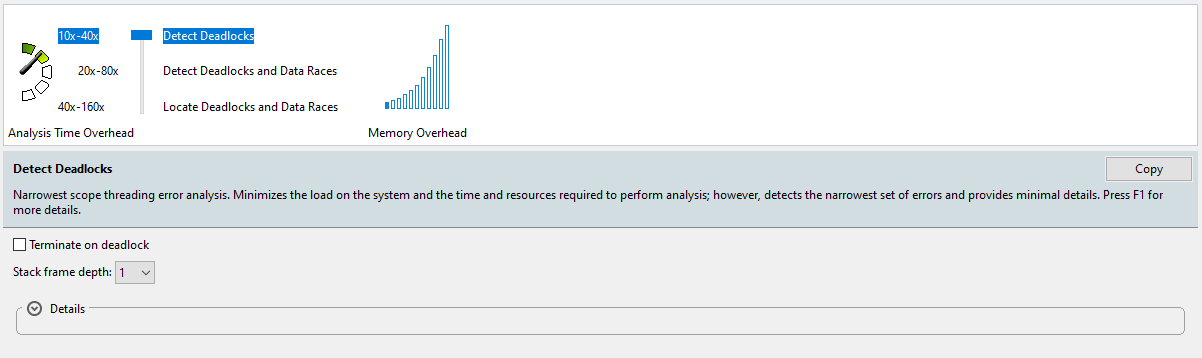 10x-40x Detect Deadlocks
20x-80x Detect Deadlocks and Data Races
40x-160x Locate Deadlocks and Data Races
Analysis Time Overhead Memory Overhead
Detect Deadlocks Copy
Narrowest scope threading error analysis. Minimizes the load on the system and the time and resources required to perform analysis; however, detects the narrowest set of errors and provides minimal details. Press F1 for
more details.
Terminate on deadlock
Stack frame depth: 1
Details